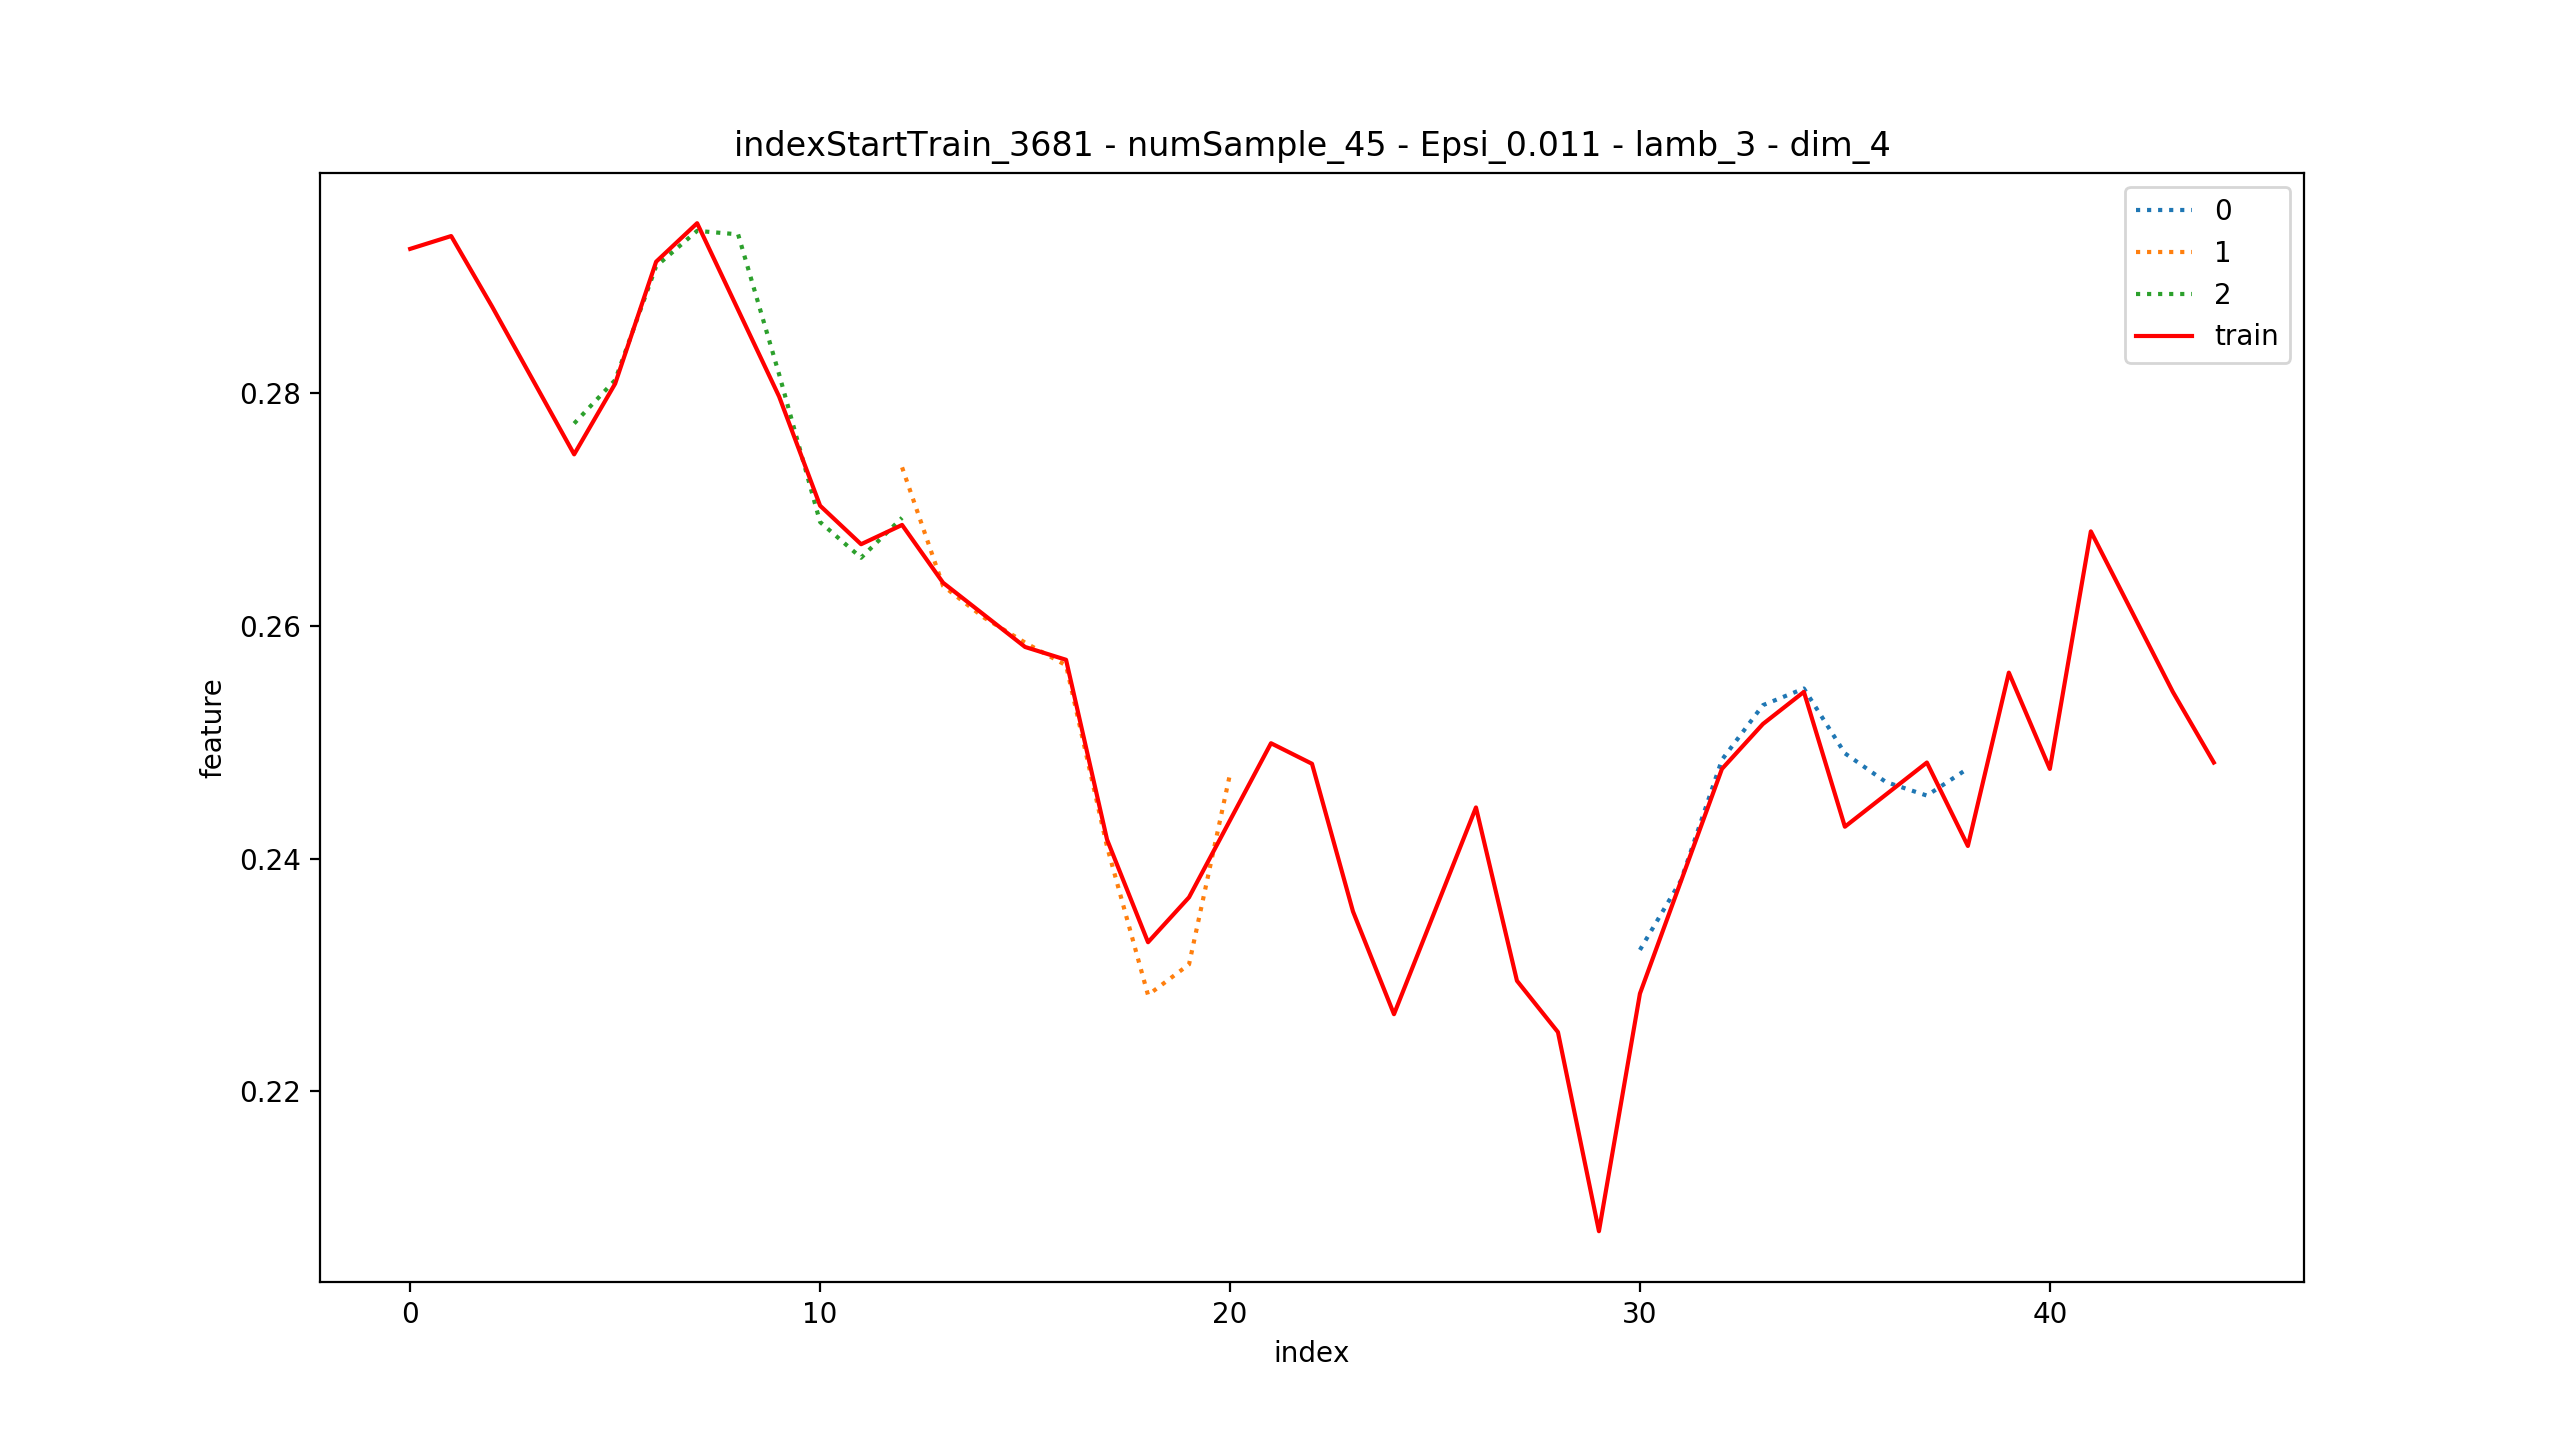 indexStartTrain_3681 - numSample_45 - Epsi_0.011 - lamb_3 - dim_4
0
1
2
train
0.28
0.26
0.24
0.22
feature
0 10 20 30 40
index